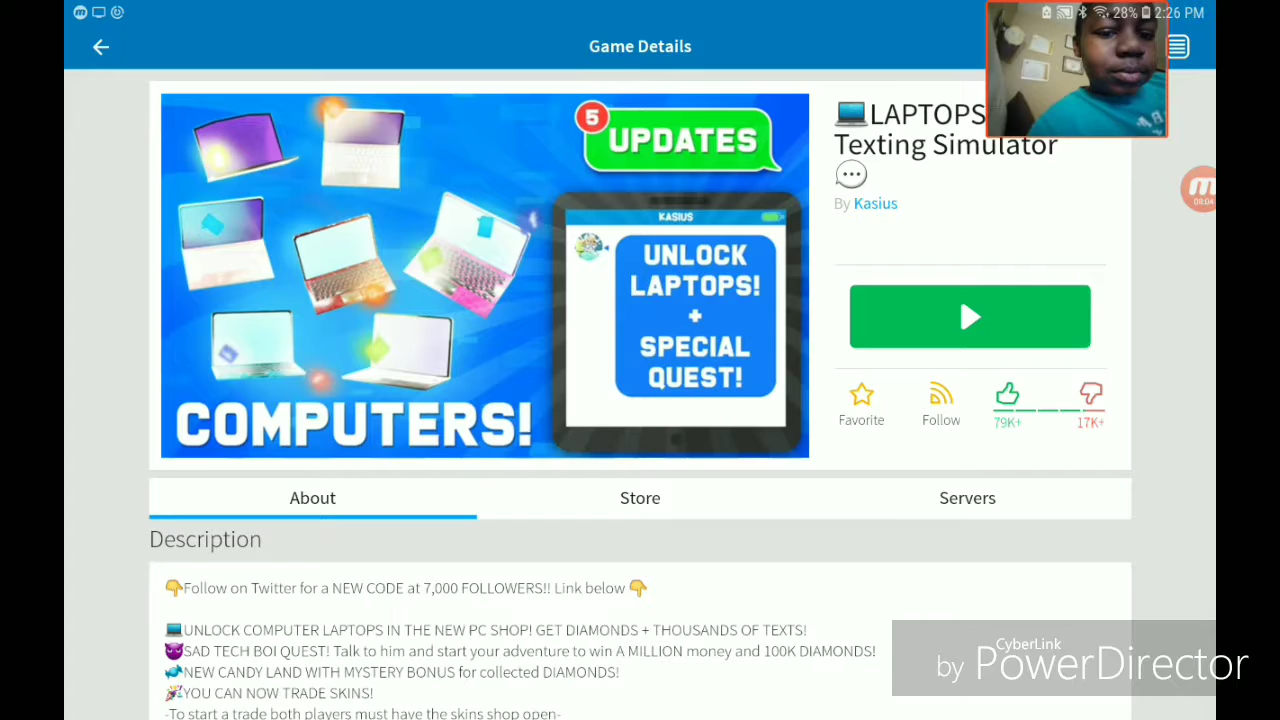 28% 2:26 PM
Game Details
💻LAPTOPS
Texting Simulator
💬
By Kasius
08:04
5
UPDATES
KASIUS
UNLOCK
LAPTOPS!
+
SPECIAL
QUEST!
COMPUTERS!
Favorite
Follow
79K+
17K+
About
Store
Servers
Description
👇Follow on Twitter for a NEW CODE at 7,000 FOLLOWERS!! Link below 👇
💻UNLOCK COMPUTER LAPTOPS IN THE NEW PC SHOP! GET DIAMONDS + THOUSANDS OF TEXTS!
😈SAD TECH BOI QUEST! Talk to him and start your adventure to win A MILLION money and 100K DIAMONDS!
🍬NEW CANDY LAND WITH MYSTERY BONUS for collected DIAMONDS!
🎉YOU CAN NOW TRADE SKINS!
-To start a trade both players must have the skins shop open-
by CyberLink PowerDirector